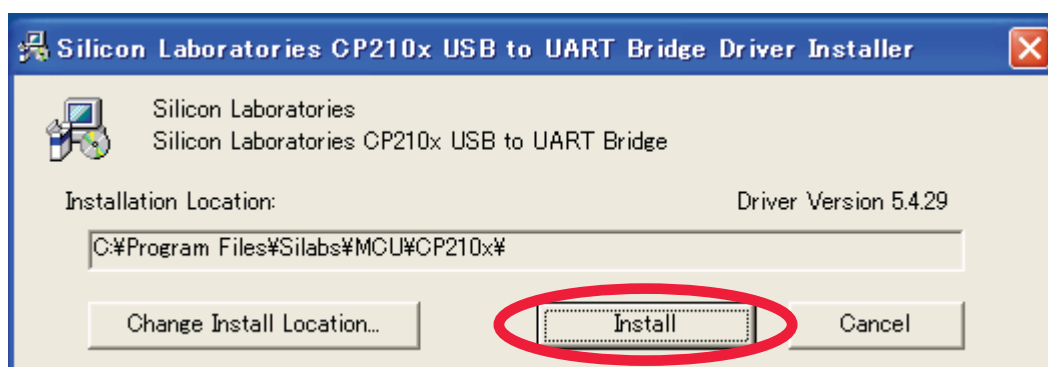 Silicon Laboratories CP210x USB to UART Bridge Driver Installer
Silicon Laboratories
Silicon Laboratories CP210x USB to UART Bridge
Installation Location:
Driver Version 5.4.29
C:¥Program Files¥Silabs¥MCU¥CP210x¥
Change Install Location...
Install
Cancel